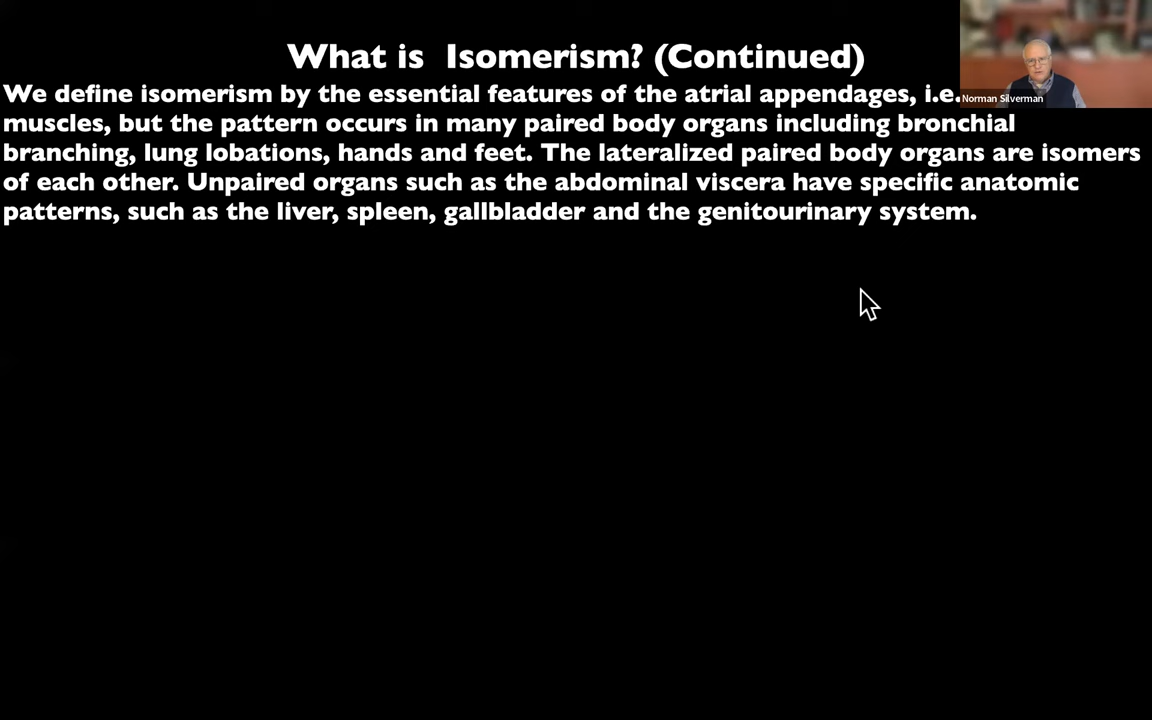 What is Isomerism? (Continued)
We define isomerism by the essential features of the atrial appendages, i.e.
Norman Silverman
muscles, but the pattern occurs in many paired body organs including bronchial
branching, lung lobations, hands and feet. The lateralized paired body organs are isomers
of each other. Unpaired organs such as the abdominal viscera have specific anatomic
patterns, such as the liver, spleen, gallbladder and the genitourinary system.